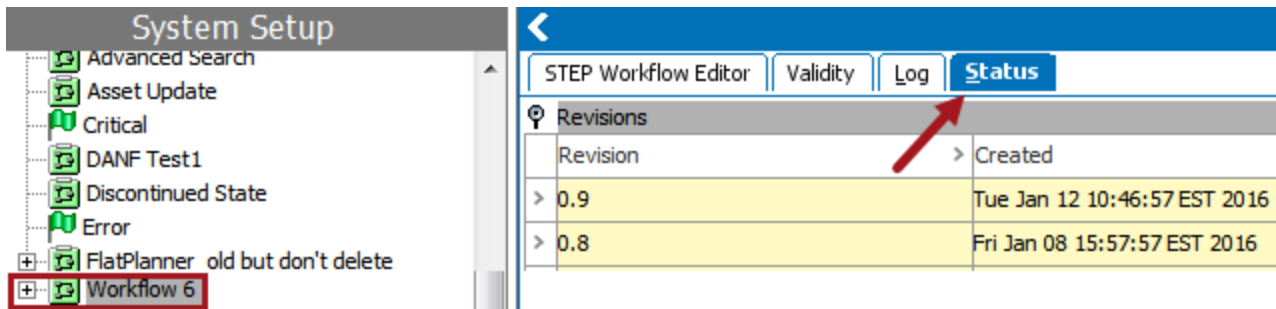 System Setup
Advanced Search
Asset Update
Critical
DANF Test1
Discontinued State
Error
FlatPlanner old but don't delete
Workflow 6
STEP Workflow Editor Validity Log Status
Revisions
Revision > Created
> 0.9 Tue Jan 12 10:46:57 EST 2016
> 0.8 Fri Jan 08 15:57:57 EST 2016